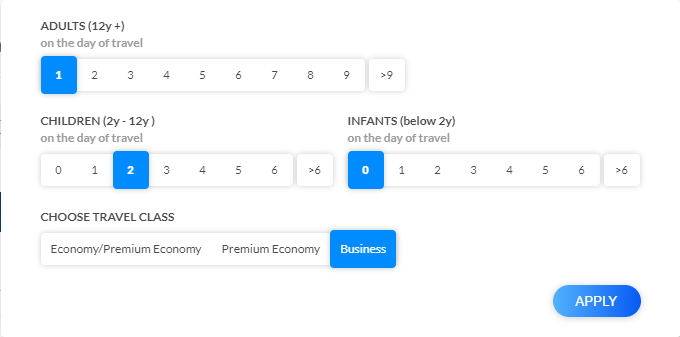 ADULTS (12y +)
on the day of travel
1 2 3 4 5 6 7 8 9 >9
CHILDREN (2y - 12y )
on the day of travel
0 1 2 3 4 5 6 >6
INFANTS (below 2y)
on the day of travel
0 1 2 3 4 5 6 >6
CHOOSE TRAVEL CLASS
Economy/Premium Economy Premium Economy Business
APPLY